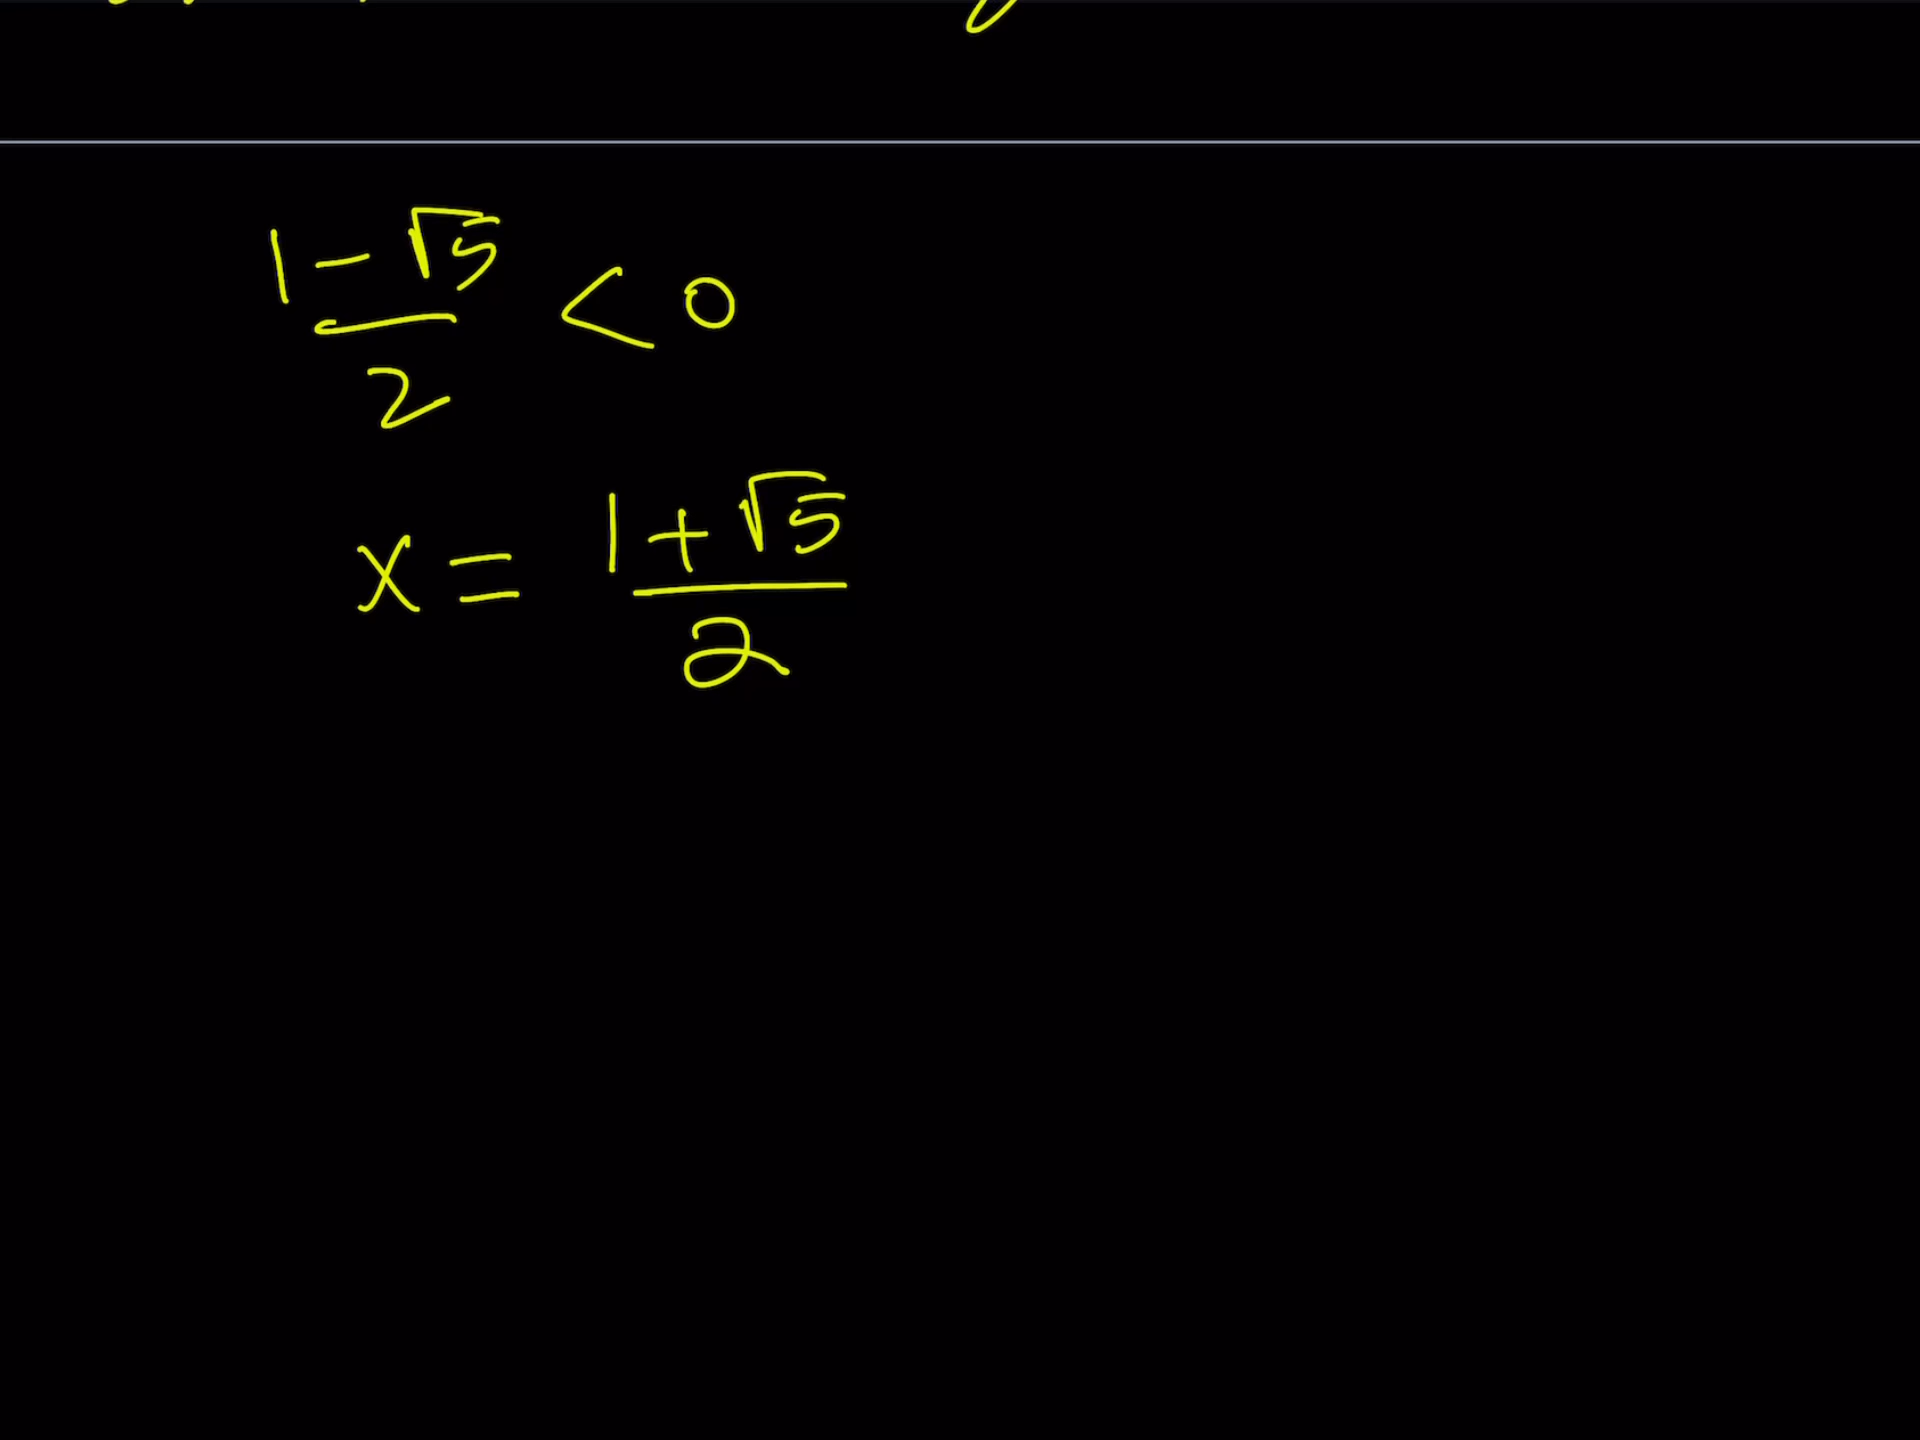 (1 - √5)/2 < 0
x = (1 + √5)/2